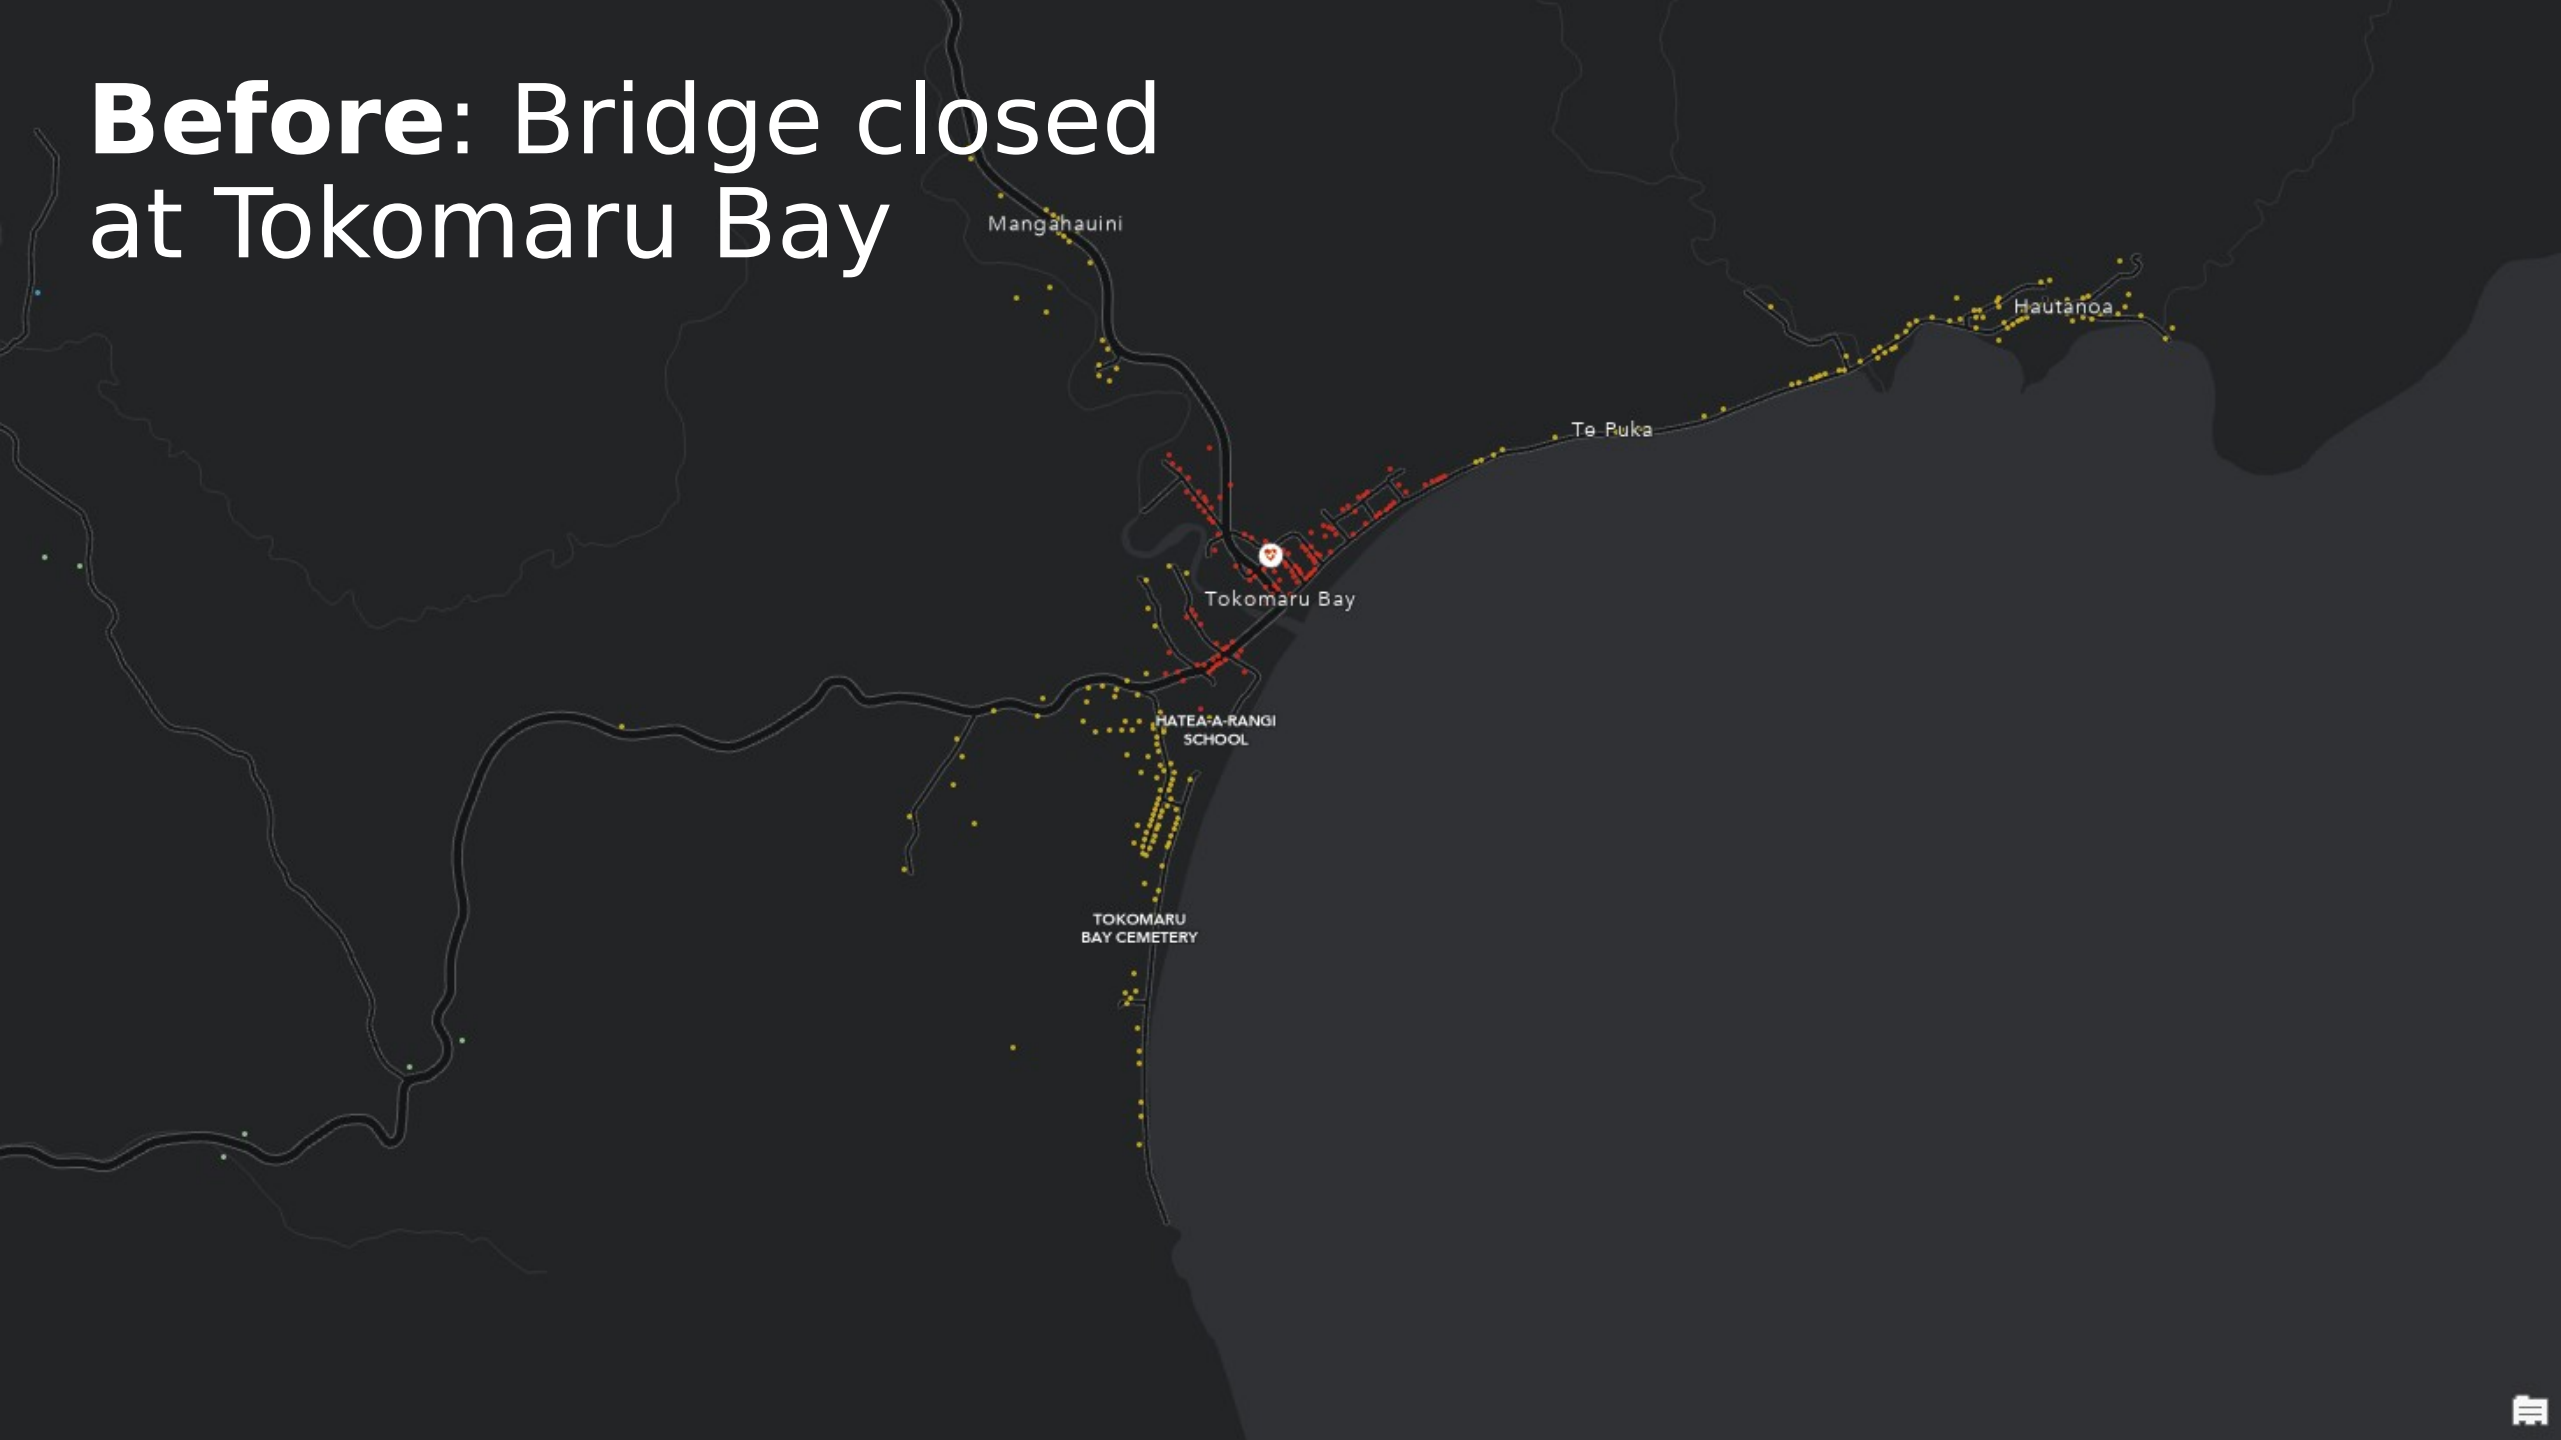 Before: Bridge closed
at Tokomaru Bay
Mangahauini
Hautanoa
Te Puka
Tokomaru Bay
HATEA-A-RANGI
SCHOOL
TOKOMARU
BAY CEMETERY